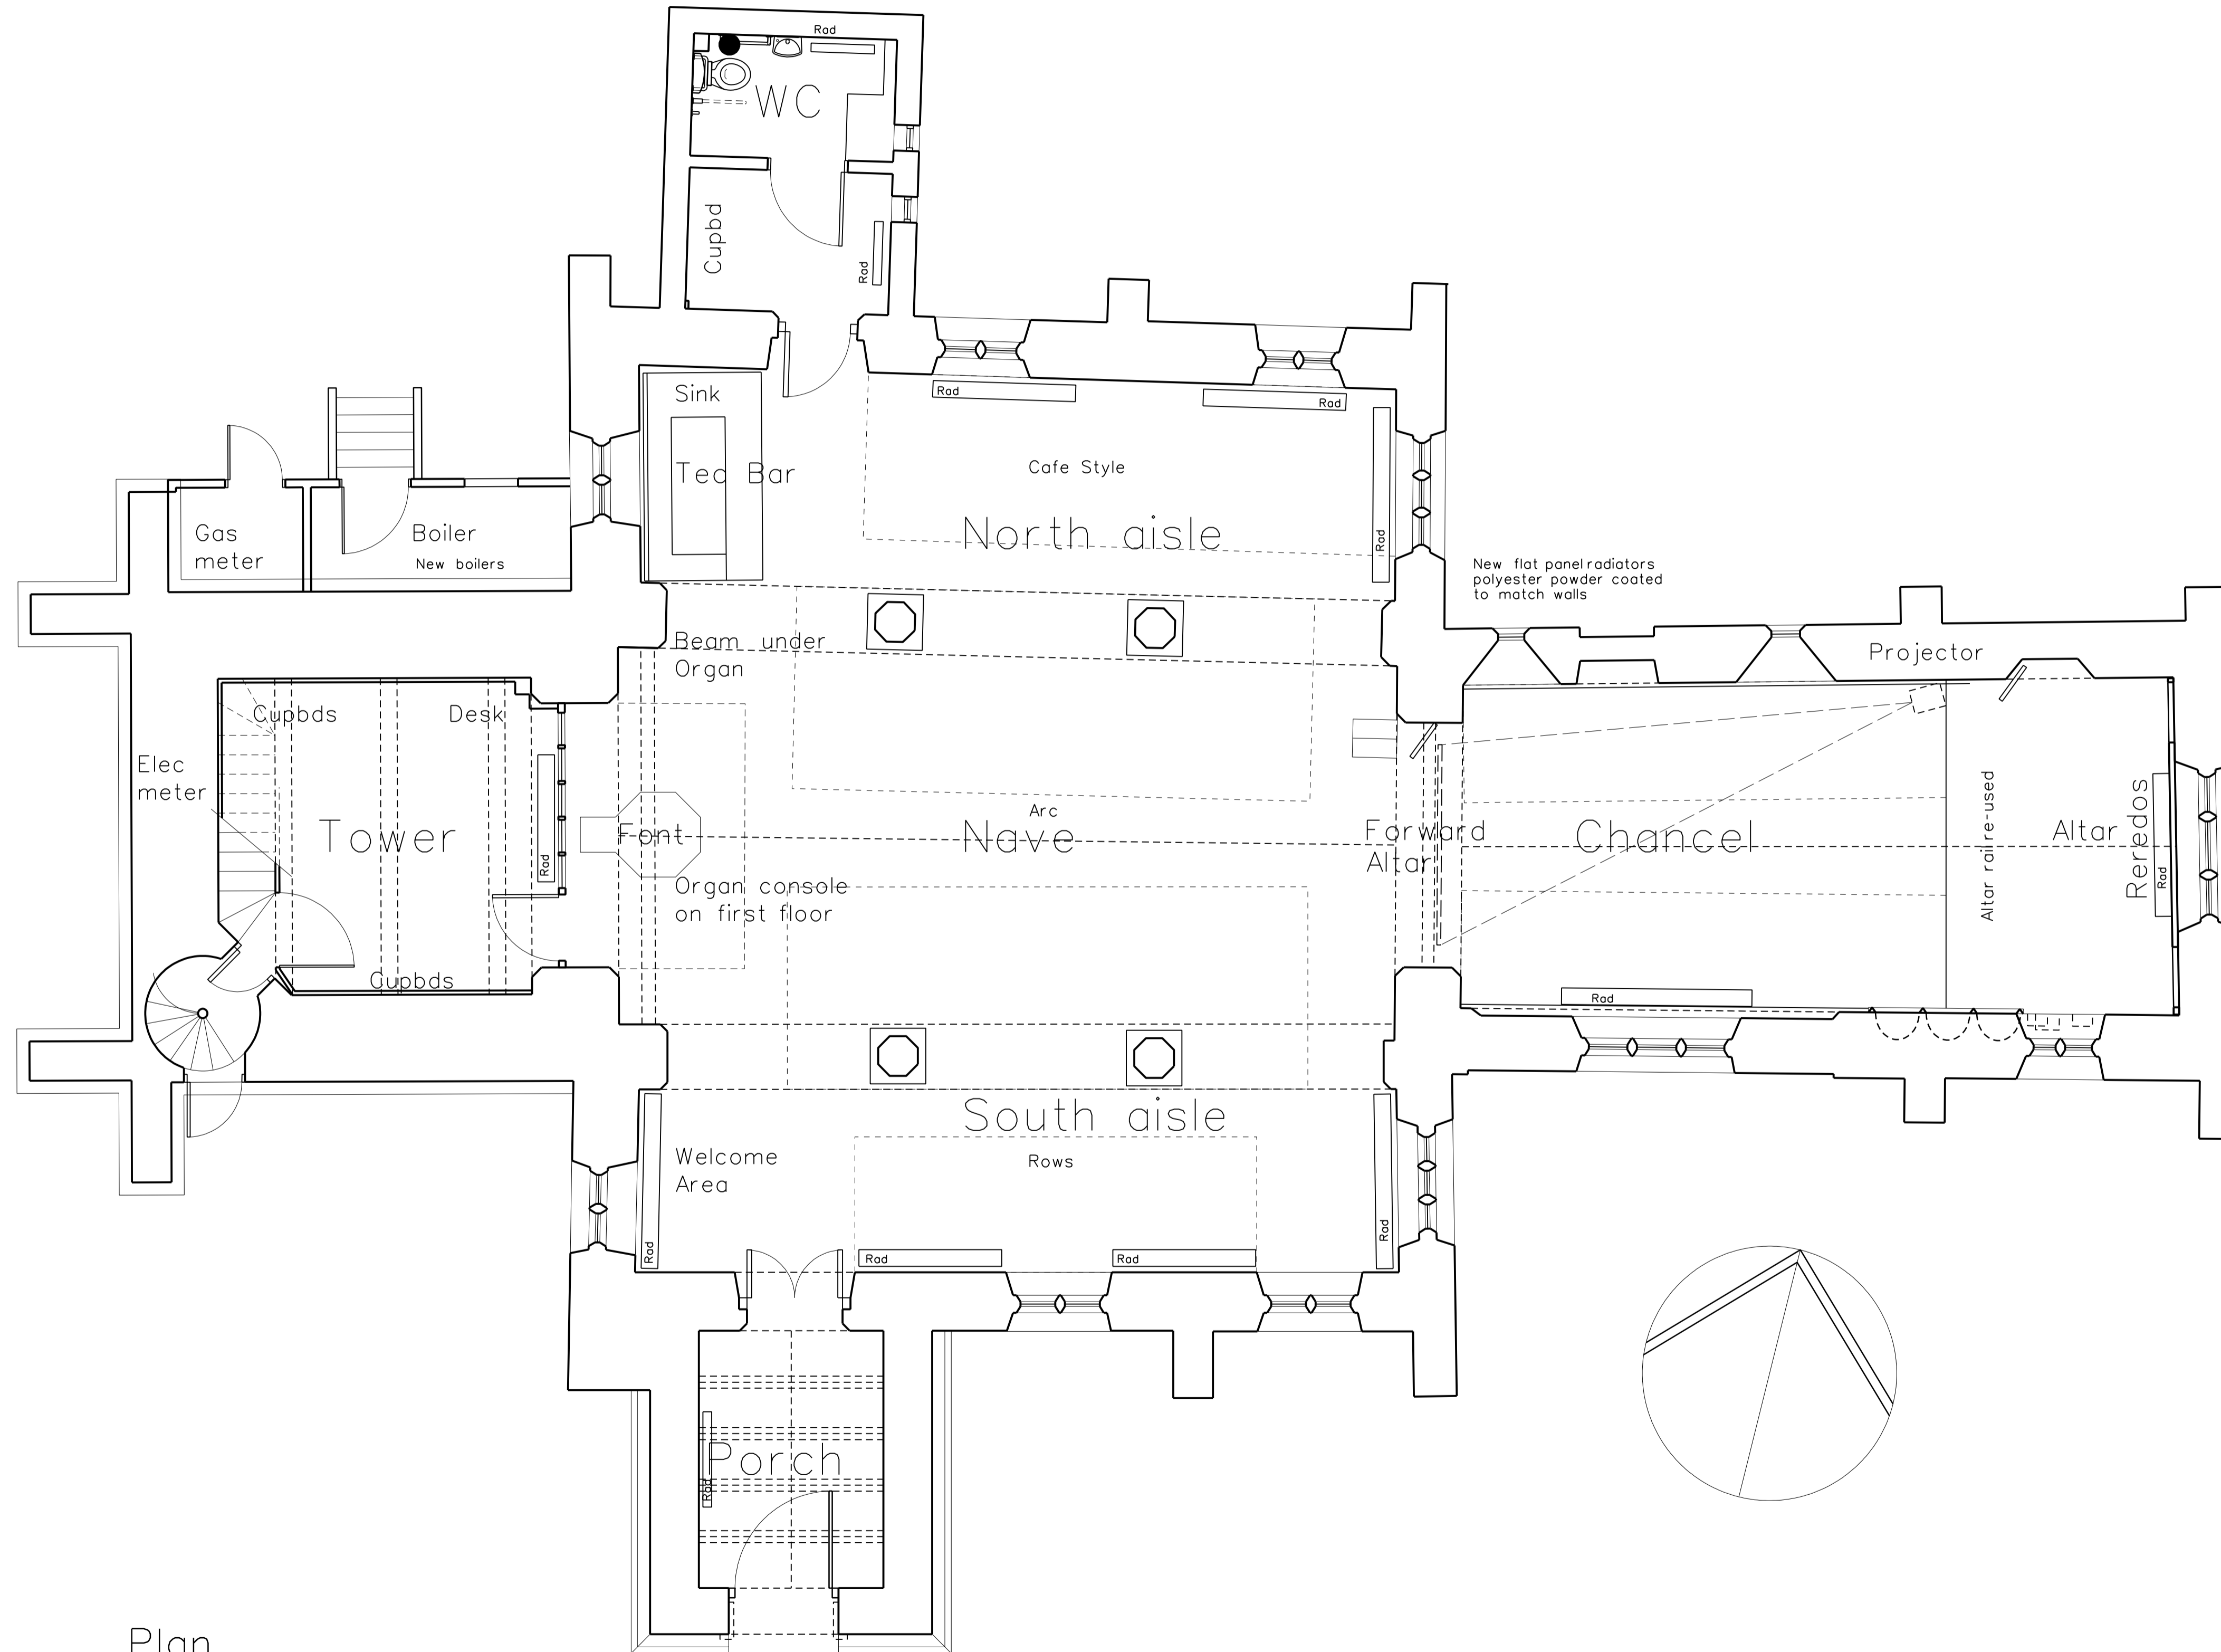 Rad
WC
Cupbd
Rad
Sink
Rad
Rad
Tea Bar
Cafe Style
North aisle
Rad
Gas
meter
Boiler
New boilers
New flat panel radiators
polyester powder coated
to match walls
Beam under
Organ
Projector
Cupbds
Desk
Elec
meter
Tower
Rad
Font
Arc
Nave
Forward
Altar
Chancel
Altar rail re-used
Altar
Reredos
Rad
Organ console
on first floor
Cupbds
Rad
South aisle
Welcome
Area
Rows
Rad
Rad
Rad
Rad
Porch
Rad
Plan